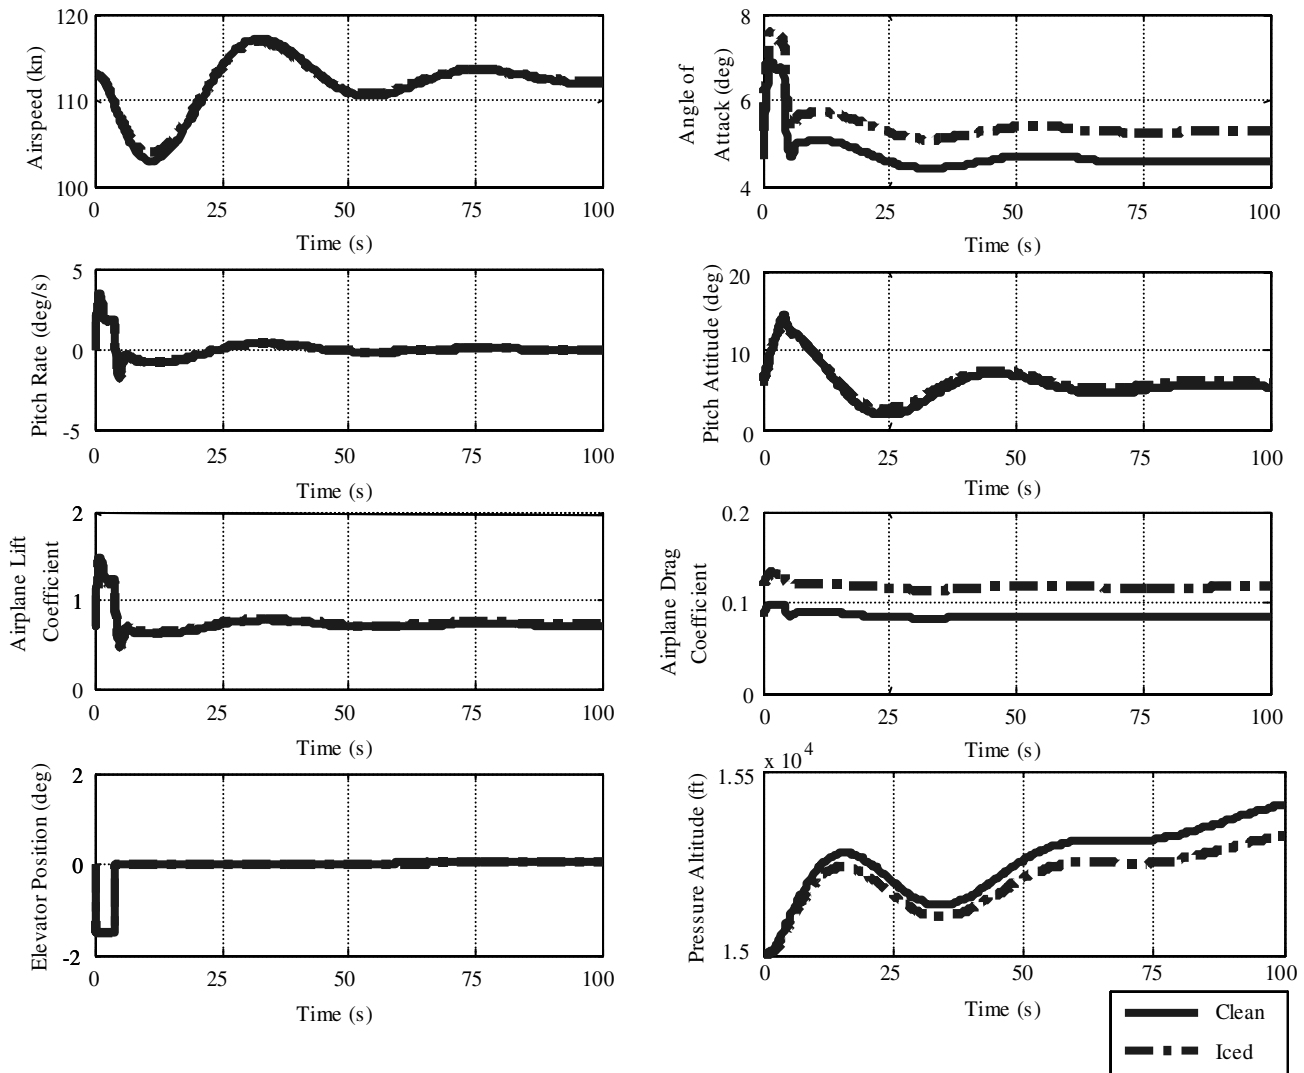 120
110
100
Airspeed (kn)
0 25 50 75 100
Time (s)
8
6
4
Angle of
Attack (deg)
0 25 50 75 100
Time (s)
5
0
-5
Pitch Rate (deg/s)
0 25 50 75 100
Time (s)
20
10
0
Pitch Attitude (deg)
0 25 50 75 100
Time (s)
2
1
0
Airplane Lift
Coefficient
0 25 50 75 100
Time (s)
0.2
0.1
0
Airplane Drag
Coefficient
0 25 50 75 100
Time (s)
2
0
-2
Elevator Position (deg)
0 25 50 75 100
Time (s)
x 10 4
1.55
1.5
Pressure Altitude (ft)
0 25 50 75 100
Time (s)
Clean
Iced